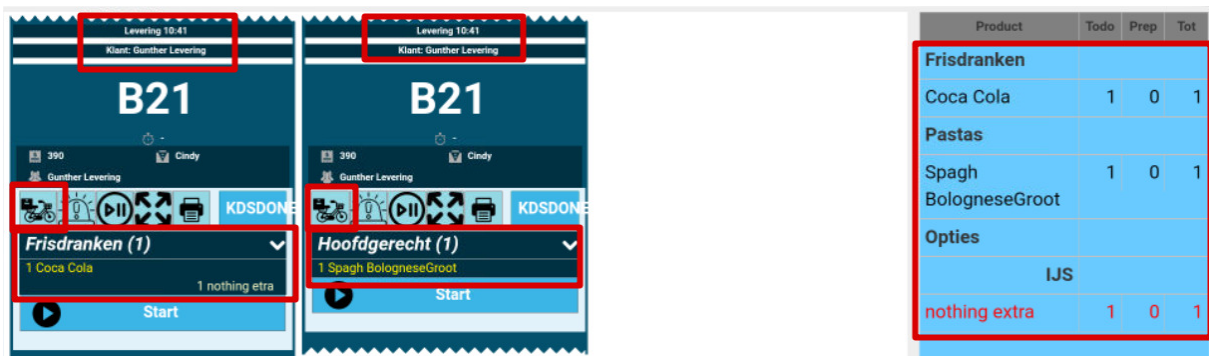 Levering 10:41
Klant: Gunther Levering
B21
-
390
Cindy
Gunther Levering
KDSDONE
Frisdranken (1)
1 Coca Cola
1 nothing etra
Start
Levering 10:41
Klant: Gunther Levering
B21
-
390
Cindy
Gunther Levering
KDSDONE
Hoofdgerecht (1)
1 Spagh BologneseGroot
Start
Product Todo Prep Tot
Frisdranken
Coca Cola 1 0 1
Pastas
Spagh 1 0 1
BologneseGroot
Opties
IJS
nothing extra 1 0 1